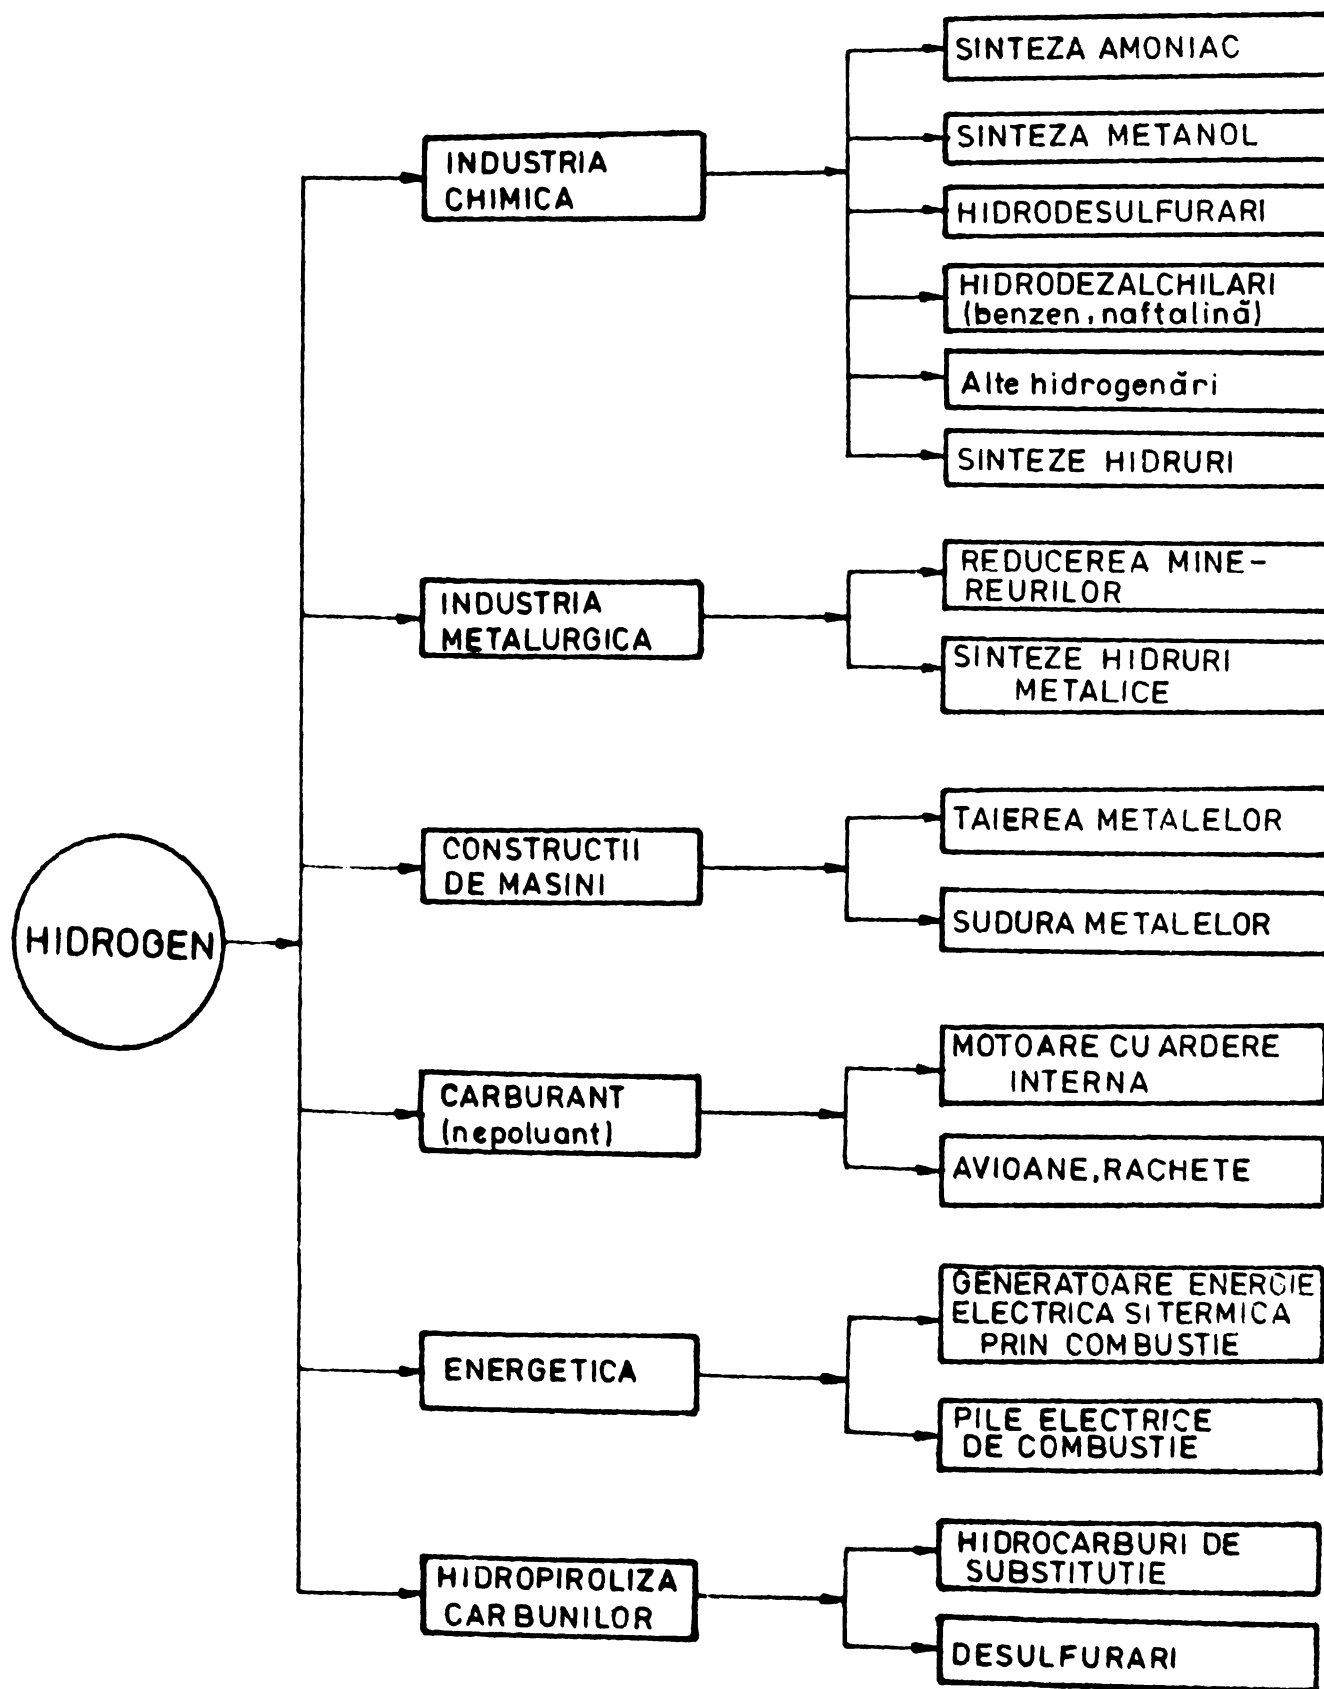 SINTEZA AMONIAC
SINTEZA METANOL
INDUSTRIA
CHIMICA
HIDRODESULFURARI
HIDRODEZALCHILARI
(benzen, naftalină)
Alte hidrogenări
SINTEZE HIDRURI
REDUCEREA MINE-
REURILOR
INDUSTRIA
METALURGICA
SINTEZE HIDRURI
METALICE
TAIEREA METALELOR
CONSTRUCTII
DE MASINI
SUDURA METALELOR
HIDROGEN
MOTOARE CU ARDERE
INTERNA
CARBURANT
(nepoluant)
AVIOANE, RACHETE
GENERATOARE ENERGIE
ELECTRICA SI TERMICA
PRIN COMBUSTIE
ENERGETICA
PILE ELECTRICE
DE COMBUSTIE
HIDROCARBURI DE
SUBSTITUTIE
HIDROPIROLIZA
CARBUNILOR
DESULFURARI